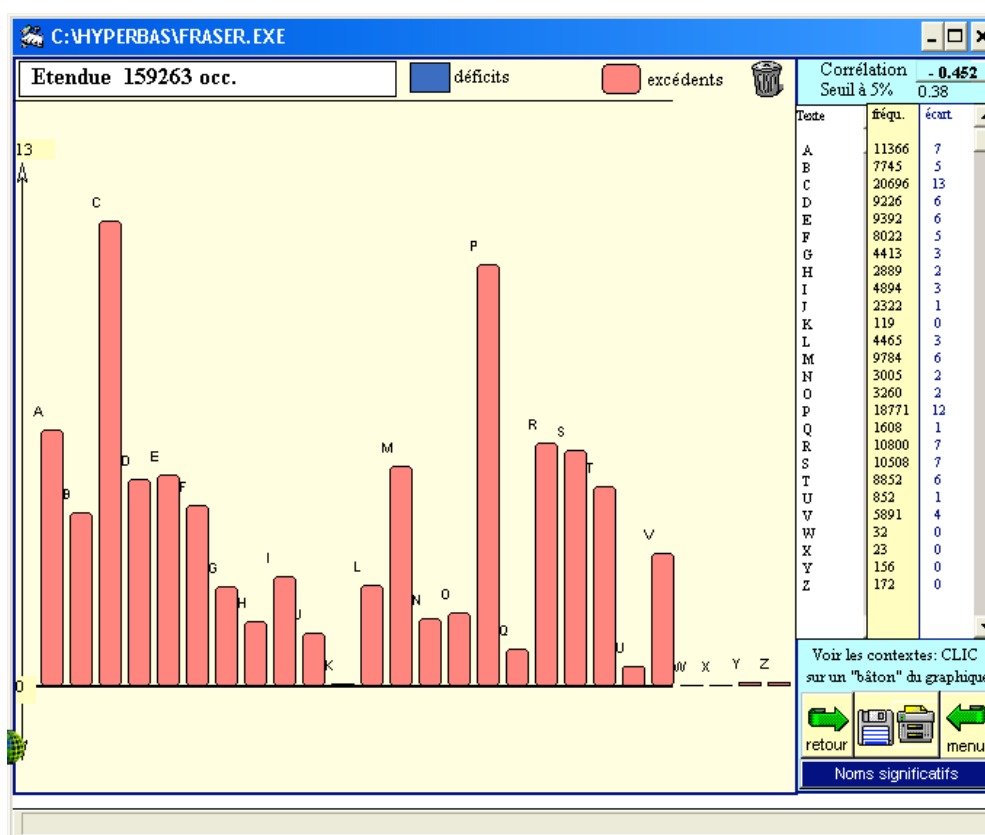 C:\HYPERBAS\FRASER.EXE
Etendue 159263 occ.
déficits
excédents
Corrélation - 0.452
Seuil à 5% 0.38
Texte fréqu. écart
A 11366 7
B 7745 5
C 20696 13
D 9226 6
E 9392 6
F 8022 5
G 4413 3
H 2889 2
I 4894 3
J 2322 1
K 119 0
L 4465 3
M 9784 6
N 3005 2
O 3260 2
P 18771 12
Q 1608 1
R 10800 7
S 10508 7
T 8852 6
U 852 1
V 5891 4
W 32 0
X 23 0
Y 156 0
Z 172 0
13
0
A
B
C
D
E
F
G
H
I
J
K
L
M
N
O
P
Q
R
S
T
U
V
W
X
Y
Z
Voir les contextes: CLIC
sur un "bâton" du graphique
retour
menu
Noms significatifs